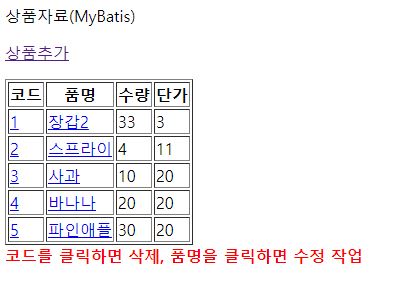 상품자료(MyBatis)
상품추가
코드 품명 수량 단가
1 장갑2 33 3
2 스프라이 4 11
3 사과 10 20
4 바나나 20 20
5 파인애플 30 20
코드를 클릭하면 삭제, 품명을 클릭하면 수정 작업